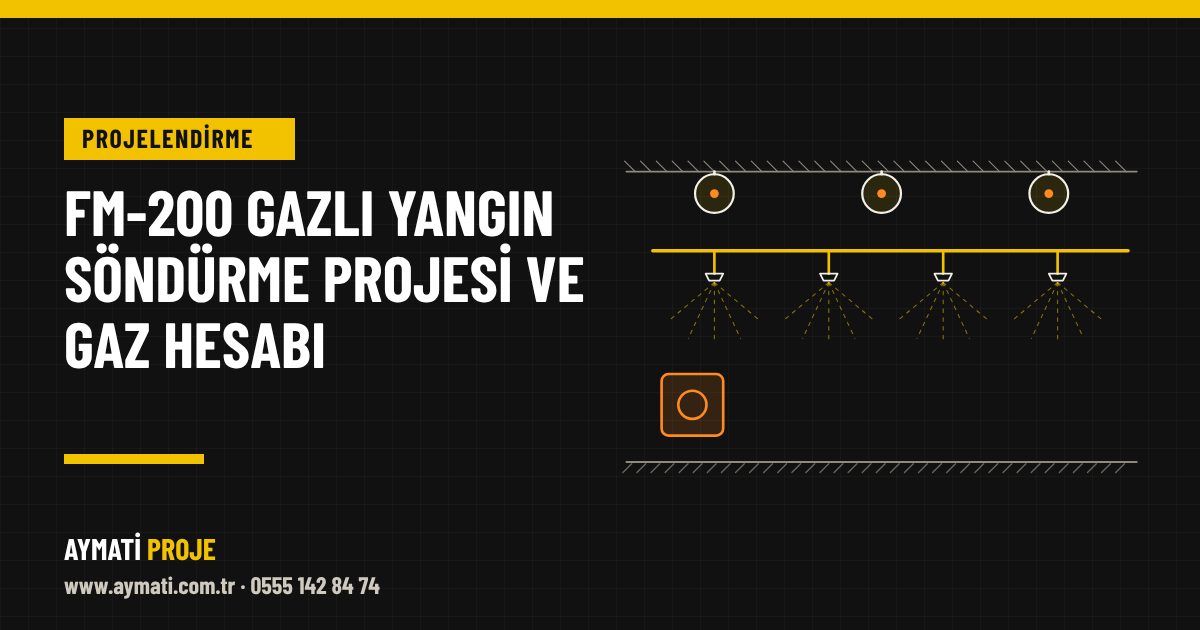 PROJELENDİRME
FM-200 GAZLI YANGIN
SÖNDÜRME PROJESİ VE
GAZ HESABI
AYMATİ PROJE
www.aymati.com.tr · 0555 142 84 74